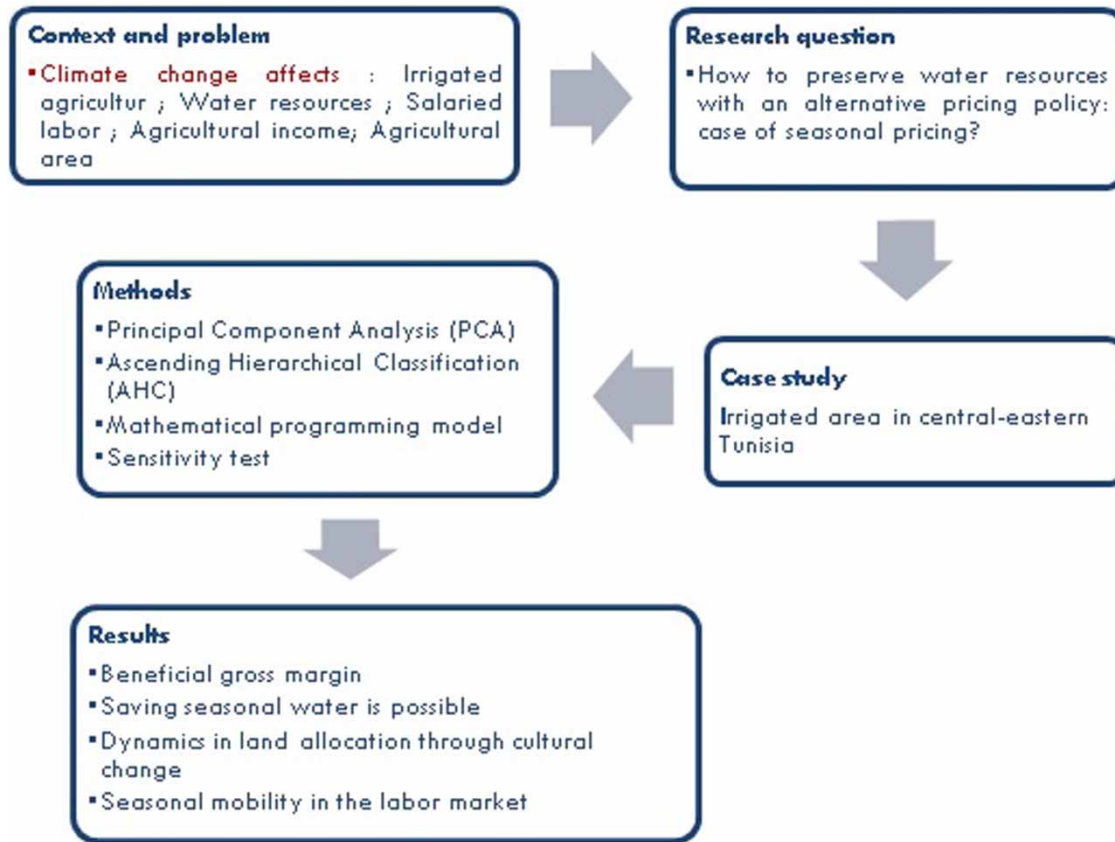 Context and problem
▪Climate change affects : Irrigated
agricultur ; Water resources ; Salaried
labor ; Agricultural income; Agricultural
area
Research question
▪How to preserve water resources
with an alternative pricing policy:
case of seasonal pricing?
Case study
Irrigated area in central-eastern
Tunisia
Methods
▪Principal Component Analysis (PCA)
▪Ascending Hierarchical Classification
(AHC)
▪Mathematical programming model
▪Sensitivity test
Results
▪Beneficial gross margin
▪Saving seasonal water is possible
▪Dynamics in land allocation through cultural
change
▪Seasonal mobility in the labor market